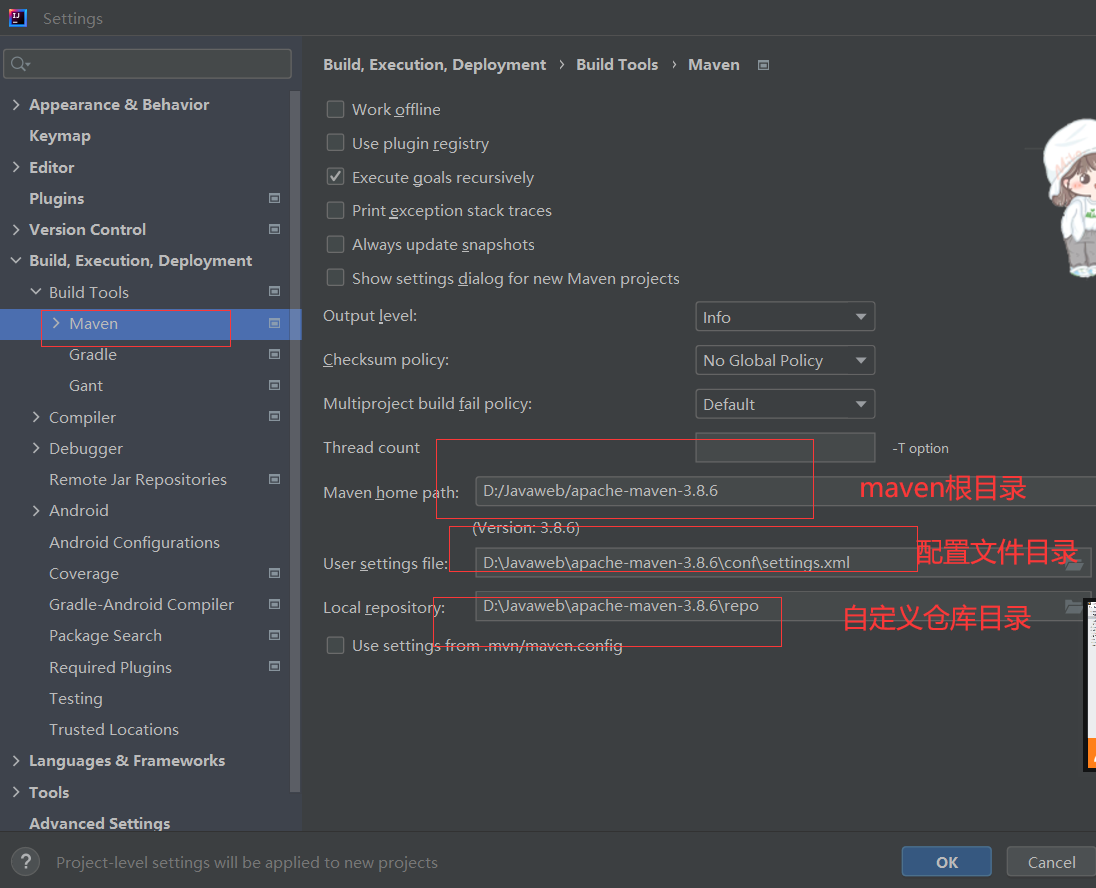 Settings
Appearance & Behavior
Keymap
Editor
Plugins
Version Control
Build, Execution, Deployment
Build Tools
Maven
Gradle
Gant
Compiler
Debugger
Remote Jar Repositories
Android
Android Configurations
Coverage
Gradle-Android Compiler
Package Search
Required Plugins
Testing
Trusted Locations
Languages & Frameworks
Tools
Advanced Settings
Build, Execution, Deployment › Build Tools › Maven
Work offline
Use plugin registry
Execute goals recursively
Print exception stack traces
Always update snapshots
Show settings dialog for new Maven projects
Output level: Info
Checksum policy: No Global Policy
Multiproject build fail policy: Default
Thread count -T option
Maven home path: D:/Javaweb/apache-maven-3.8.6 maven根目录
(Version: 3.8.6)
User settings file: D:\Javaweb\apache-maven-3.8.6\conf\settings.xml 配置文件目录
Local repository: D:\Javaweb\apache-maven-3.8.6\repo 自定义仓库目录
Use settings from .mvn/maven.config
? Project-level settings will be applied to new projects
OK Cancel